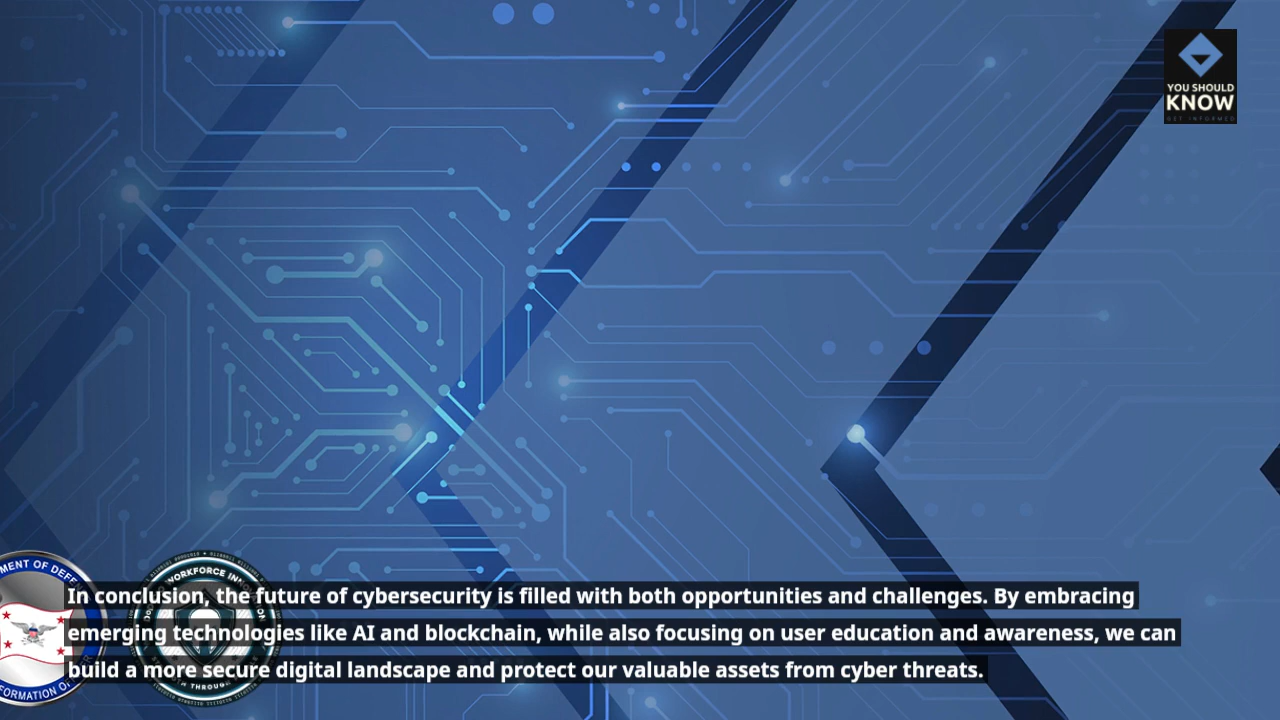 YOU SHOULD
KNOW
GET INFORMED
In conclusion, the future of cybersecurity is filled with both opportunities and challenges. By embracing
emerging technologies like AI and blockchain, while also focusing on user education and awareness, we can
build a more secure digital landscape and protect our valuable assets from cyber threats.